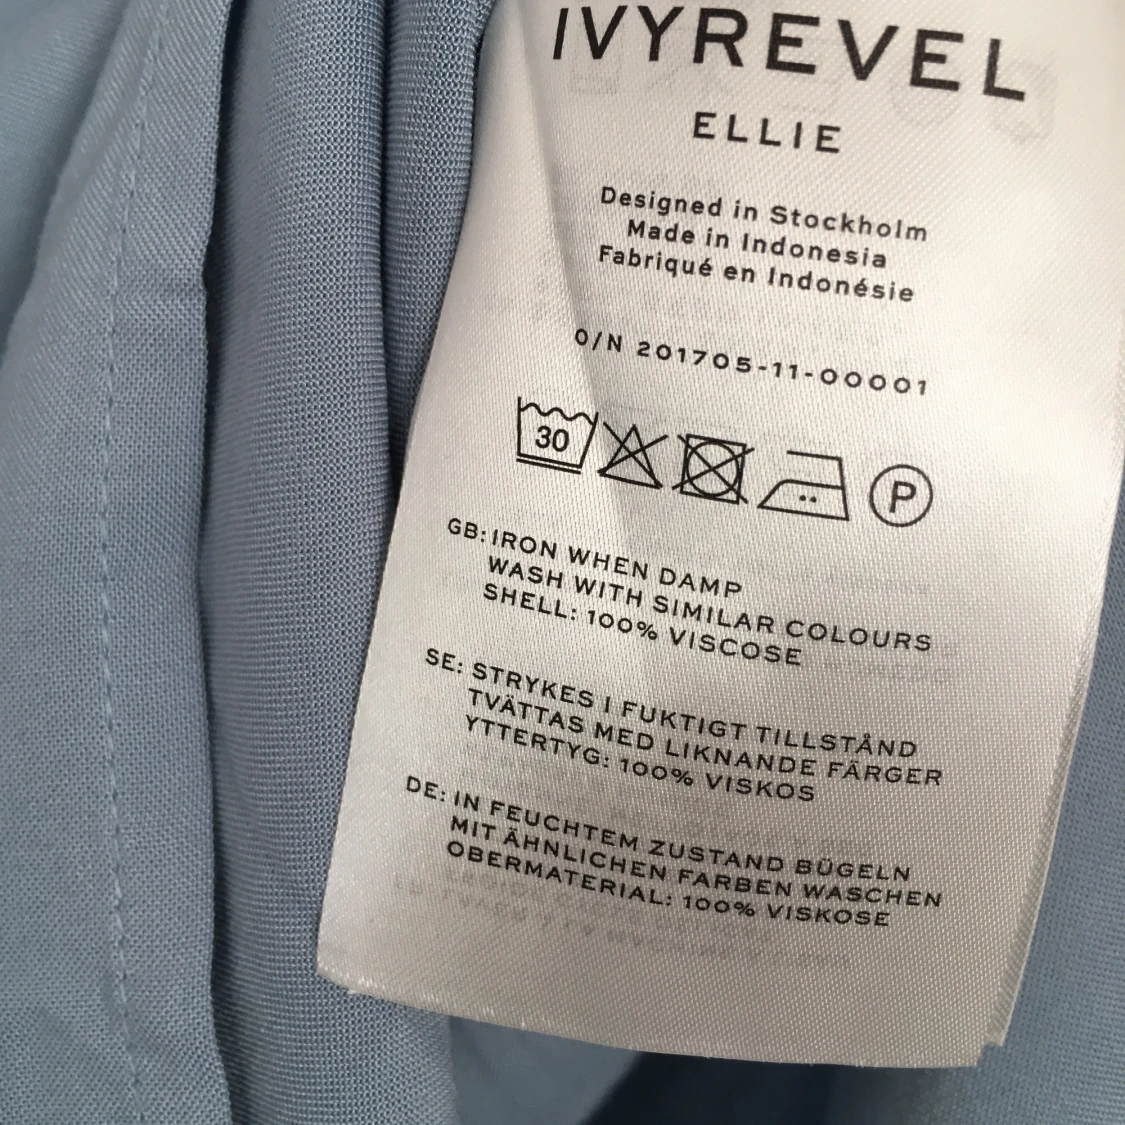 IVYREVEL
ELLIE
Designed in Stockholm
Made in Indonesia
Fabriqué en Indonésie
O/N 201705-11-00001
30 P
GB: IRON WHEN DAMP
WASH WITH SIMILAR COLOURS
SHELL: 100% VISCOSE
SE: STRYKES I FUKTIGT TILLSTÅND
TVÄTTAS MED LIKNANDE FÄRGER
YTTERTYG: 100% VISKOS
DE: IN FEUCHTEM ZUSTAND BÜGELN
MIT ÄHNLICHEN FARBEN WASCHEN
OBERMATERIAL: 100% VISKOSE